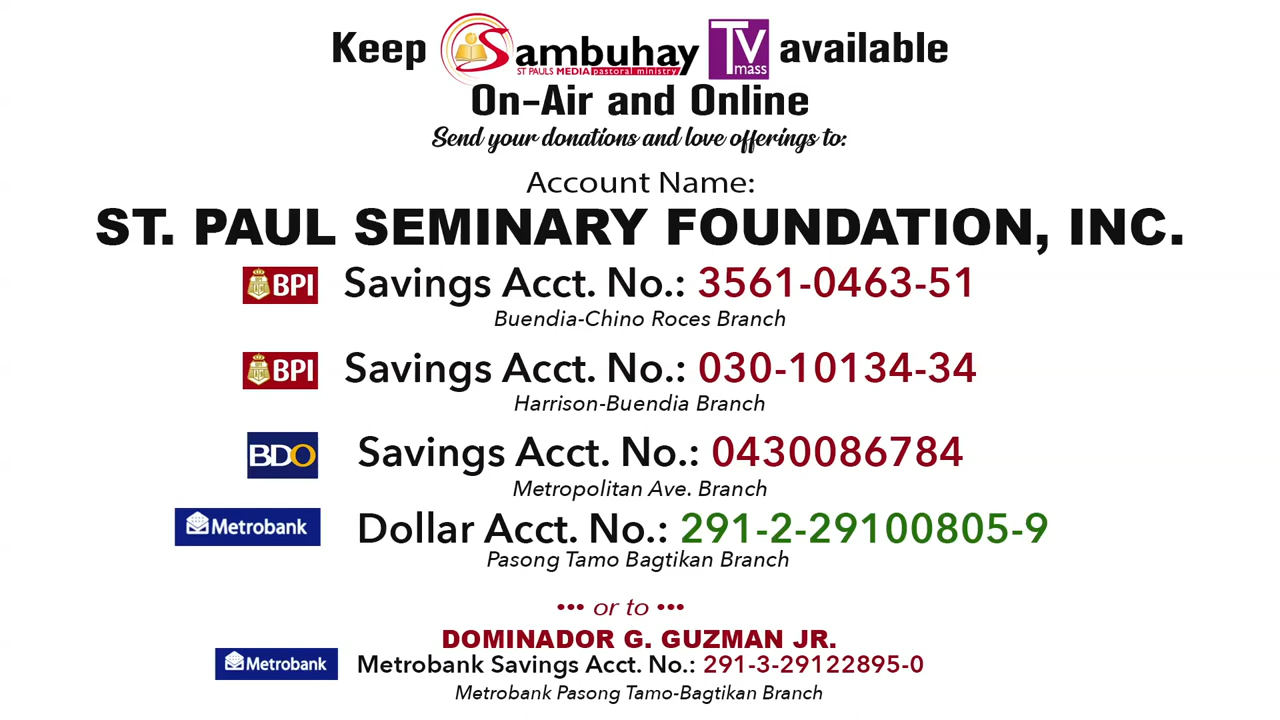 Keep Sambuhay TV mass available
ST PAULS MEDIA pastoral ministry
On-Air and Online
Send your donations and love offerings to:
Account Name:
ST. PAUL SEMINARY FOUNDATION, INC.
BPI Savings Acct. No.: 3561-0463-51
Buendia-Chino Roces Branch
BPI Savings Acct. No.: 030-10134-34
Harrison-Buendia Branch
BDO Savings Acct. No.: 0430086784
Metropolitan Ave. Branch
Metrobank Dollar Acct. No.: 291-2-29100805-9
Pasong Tamo Bagtikan Branch
••• or to •••
DOMINADOR G. GUZMAN JR.
Metrobank Metrobank Savings Acct. No.: 291-3-29122895-0
Metrobank Pasong Tamo-Bagtikan Branch